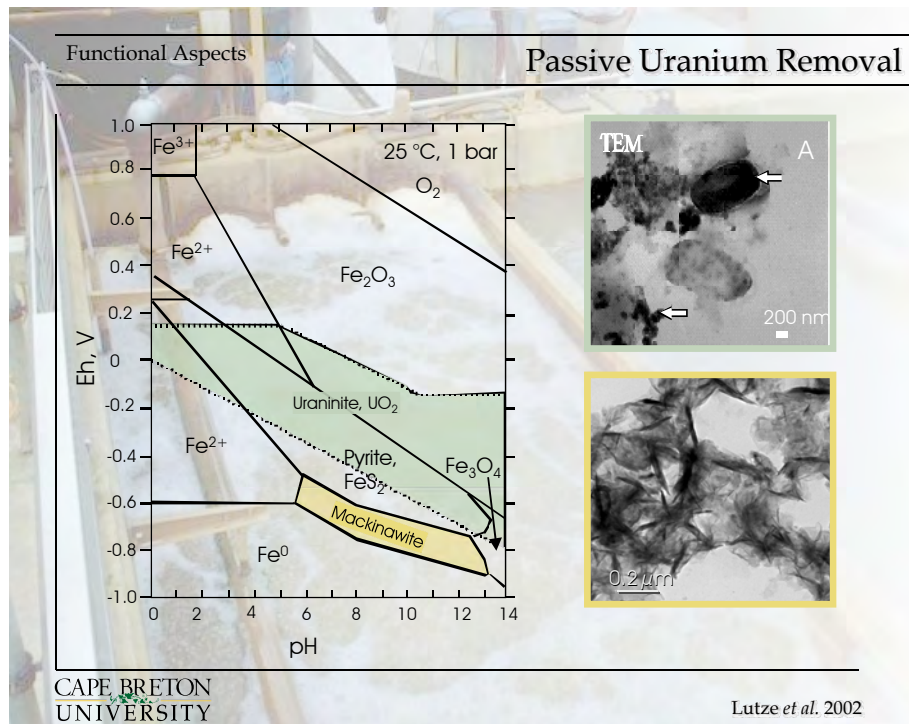 Functional Aspects
Passive Uranium Removal
1.0
0.8
0.6
0.4
0.2
0
-0.2
-0.4
-0.6
-0.8
-1.0
Eh, V
Fe³⁺
25 °C, 1 bar
O₂
Fe²⁺
Fe₂O₃
Uraninite, UO₂
Fe²⁺
Pyrite,
FeS₂
Fe₃O₄
Mackinawite
Fe⁰
0 2 4 6 8 10 12 14
pH
TEM
A
200 nm
0.2 µm
CAPE BRETON
UNIVERSITY
Lutze et al. 2002